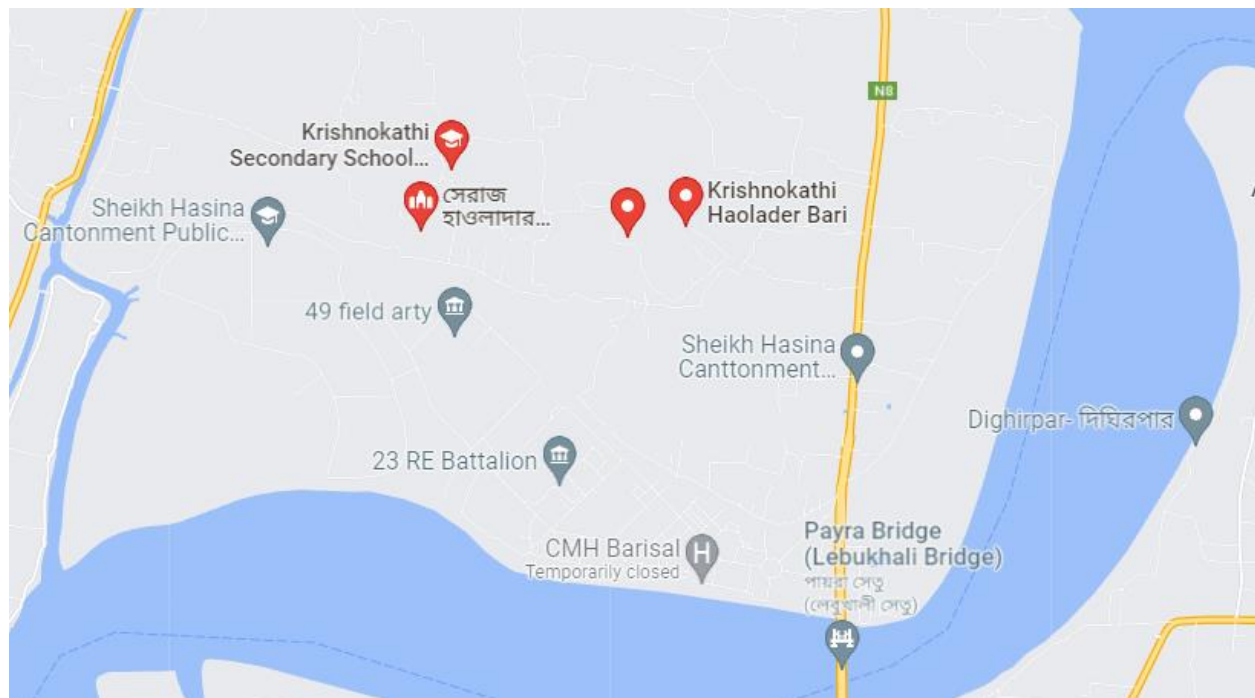 N8
Krishnokathi
Secondary School...
সেরাজ
হাওলাদার...
Krishnokathi
Haolader Bari
Sheikh Hasina
Cantonment Public...
49 field arty
Sheikh Hasina
Canttonment...
Dighirpar- দিঘিরপার
23 RE Battalion
CMH Barisal
Temporarily closed
H
Payra Bridge
(Lebukhali Bridge)
পায়রা সেতু
(লেবুখালী সেতু)